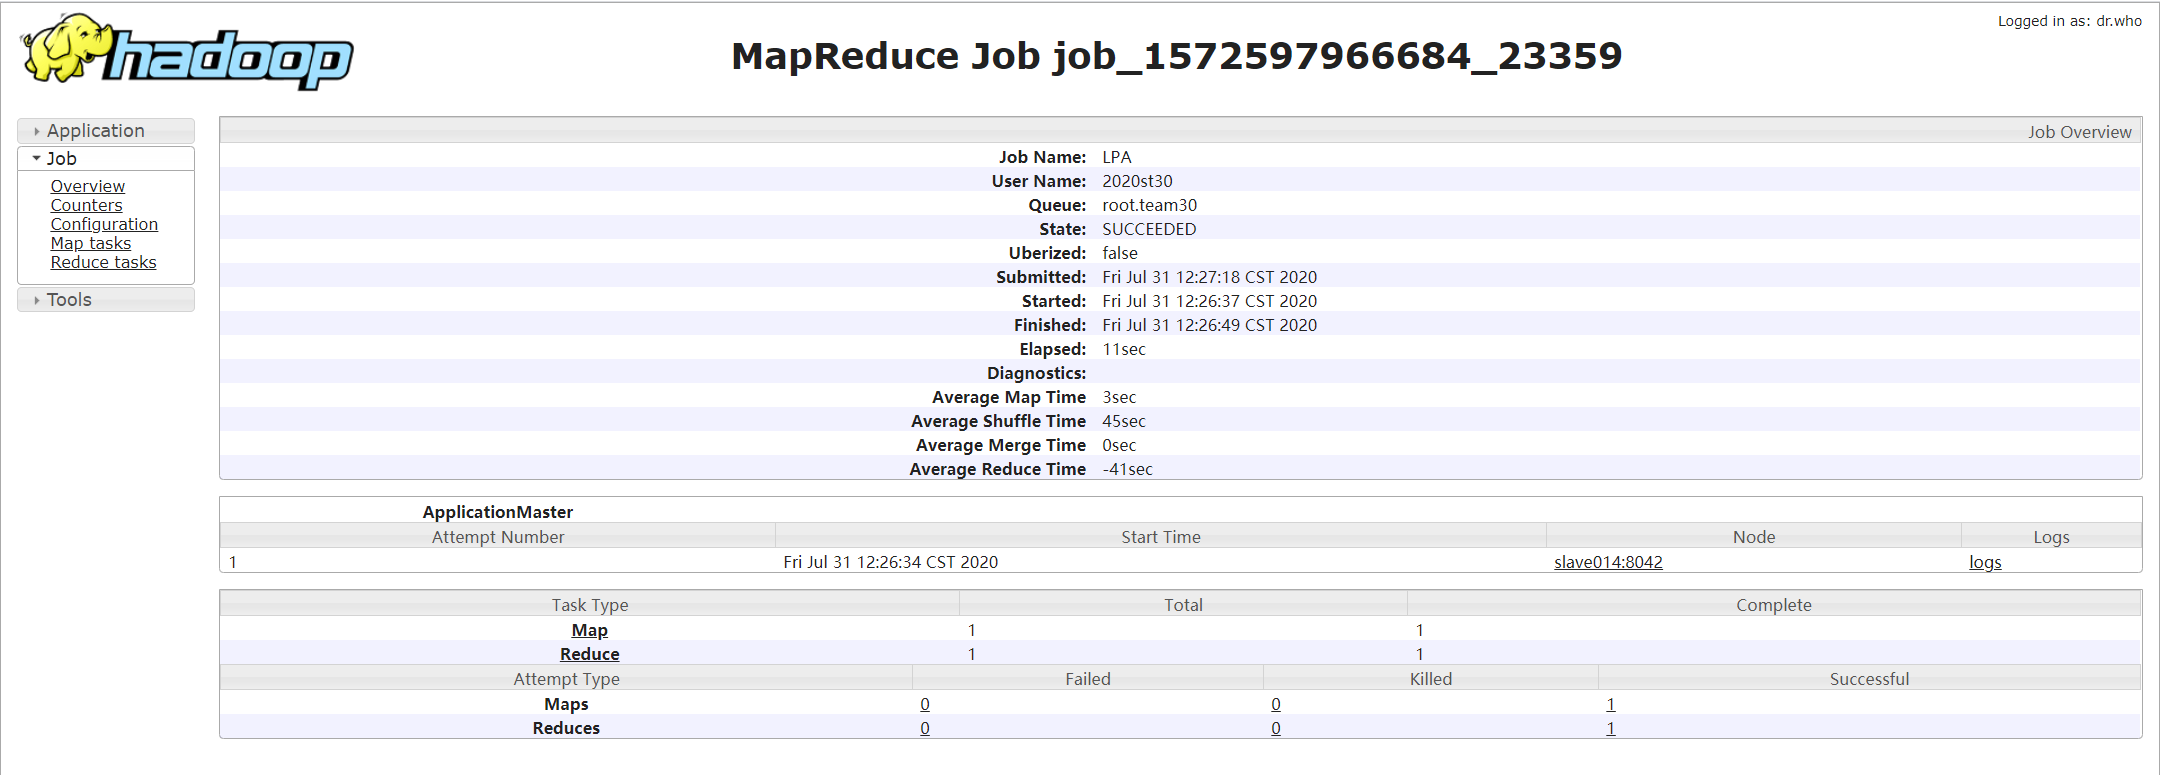 Logged in as: dr.who
hadoop
MapReduce Job job_1572597966684_23359
Application
Job
Overview
Counters
Configuration
Map tasks
Reduce tasks
Tools
Job Overview
Job Name: LPA
User Name: 2020st30
Queue: root.team30
State: SUCCEEDED
Uberized: false
Submitted: Fri Jul 31 12:27:18 CST 2020
Started: Fri Jul 31 12:26:37 CST 2020
Finished: Fri Jul 31 12:26:49 CST 2020
Elapsed: 11sec
Diagnostics:
Average Map Time 3sec
Average Shuffle Time 45sec
Average Merge Time 0sec
Average Reduce Time -41sec
ApplicationMaster
Attempt Number Start Time Node Logs
1 Fri Jul 31 12:26:34 CST 2020 slave014:8042 logs
Task Type Total Complete
Map 1 1
Reduce 1 1
Attempt Type Failed Killed Successful
Maps 0 0 1
Reduces 0 0 1